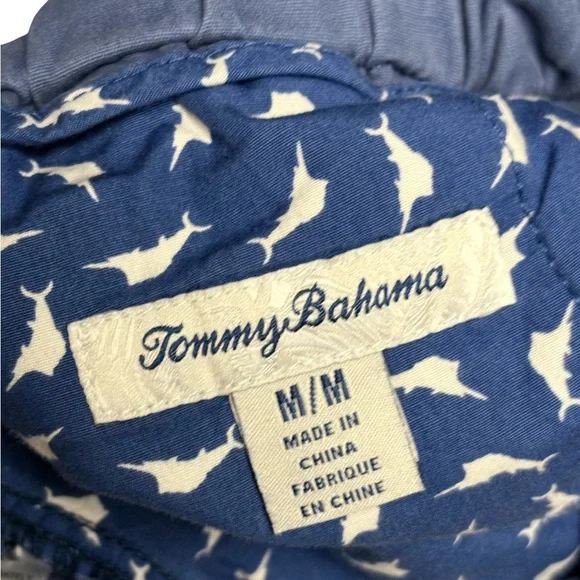 Tommy Bahama
M/M
MADE IN
CHINA
FABRIQUE
EN CHINE